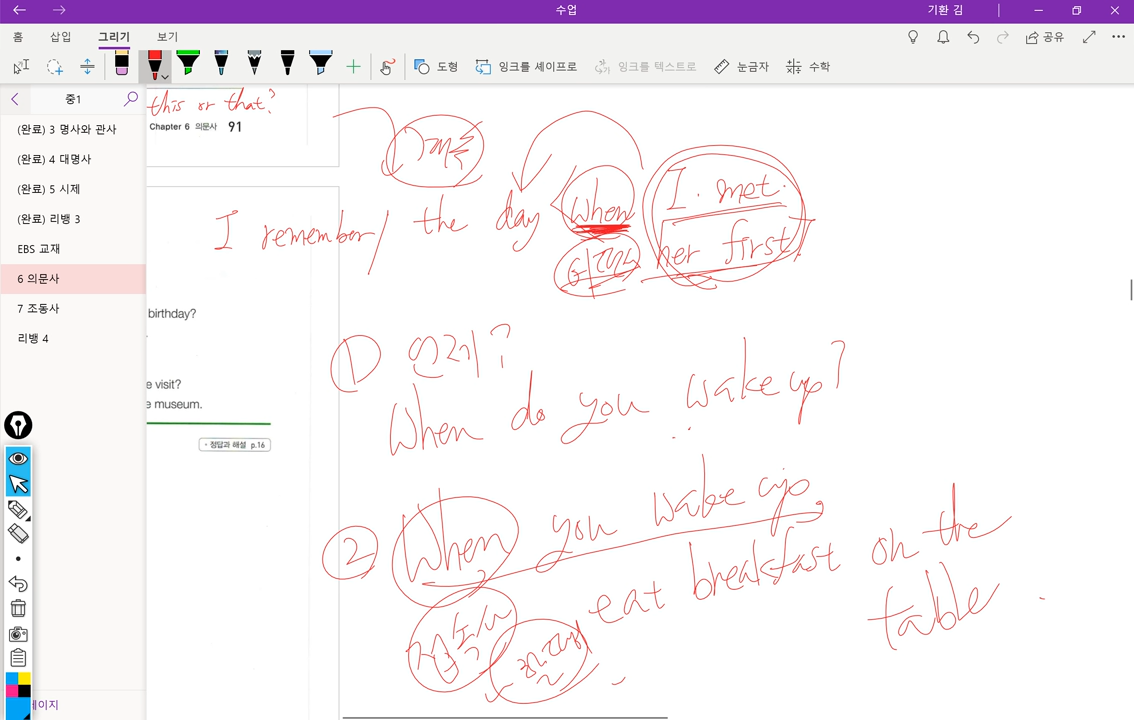 수업
기환 김
홈 삽입 그리기 보기
공유
도형 잉크를 셰이프로 잉크를 텍스트로 눈금자 수학
중1
(완료) 3 명사와 관사
(완료) 4 대명사
(완료) 5 시제
(완료) 리뱅 3
EBS 교재
6 의문사
7 조동사
리뱅 4
페이지
this or that?
Chapter 6 의문사 91
I remember / the day when I met
her first.
birthday?
e visit?
e museum.
• 정답과 해설 p.16
① 언제?
When do you wake up?
② When you wake up,
eat breakfast on the
table
접속사